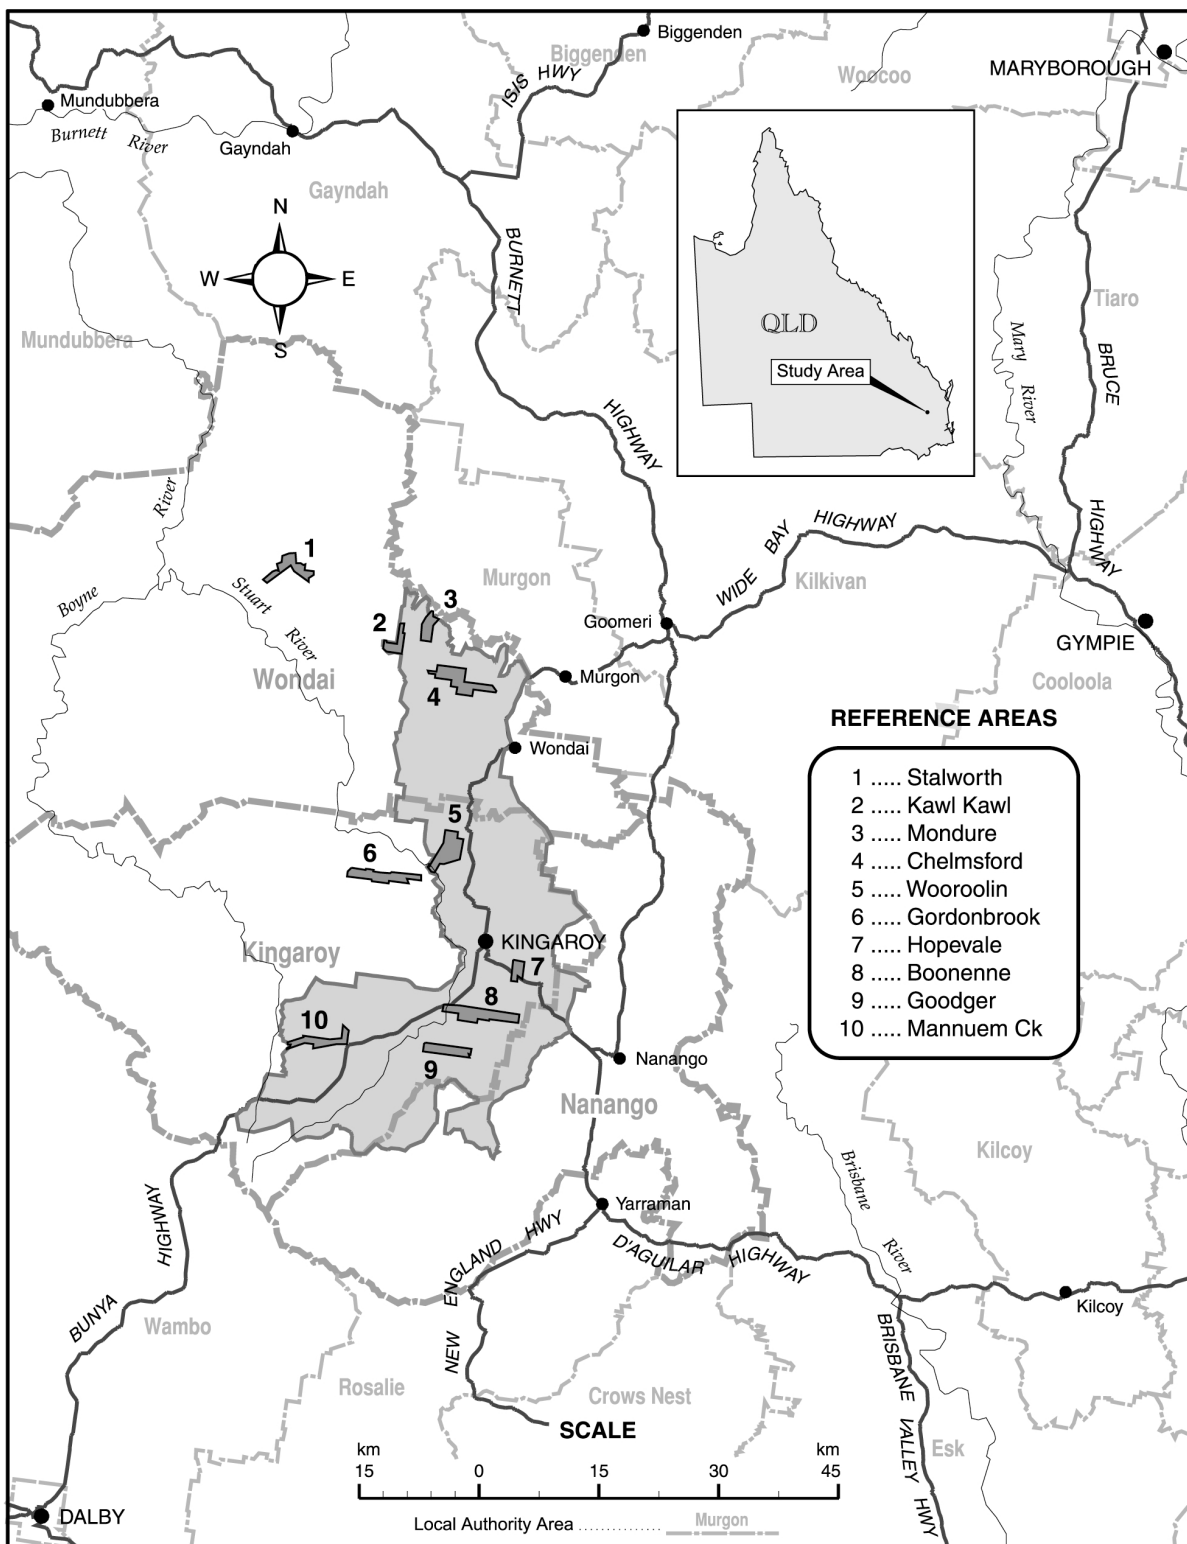 Biggenden
Biggenden
ISIS HWY
Woocoo
MARYBOROUGH
Mundubbera
Burnett River
Gayndah
Gayndah
N
W E
S
BURNETT
HIGHWAY
Mundubbera
QLD
Study Area
Tiaro
Mary River
BRUCE
HIGHWAY
River
1
Boyne
Stuart
River
Murgon
WIDE BAY HIGHWAY
Kilkivan
2
3
Goomeri
GYMPIE
Wondai
4
Murgon
Cooloola
Wondai
REFERENCE AREAS
1 ..... Stalworth
2 ..... Kawl Kawl
3 ..... Mondure
4 ..... Chelmsford
5 ..... Wooroolin
6 ..... Gordonbrook
7 ..... Hopevale
8 ..... Boonenne
9 ..... Goodger
10 ..... Mannuem Ck
5
6
Kingaroy
KINGAROY
7
8
10
9
Nanango
Nanango
Kilcoy
Brisbane
River
Yarraman
HIGHWAY
BUNYA
NEW ENGLAND HWY
D'AGUILAR HIGHWAY
Kilcoy
Wambo
BRISBANE VALLEY HWY
Rosalie
Crows Nest
Esk
SCALE
km km
15 0 15 30 45
DALBY
Local Authority Area .............. Murgon